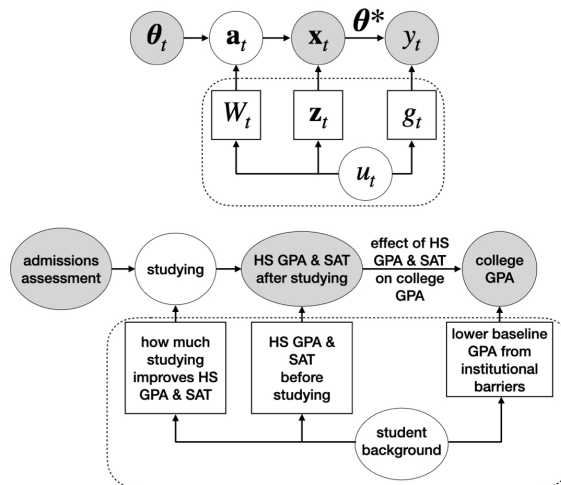 θt at xt θ* yt
Wt zt gt
ut
admissions
assessment
studying
HS GPA & SAT
after studying
effect of HS
GPA & SAT
on college
GPA
college
GPA
how much
studying
improves HS
GPA & SAT
HS GPA &
SAT
before
studying
lower baseline
GPA from
institutional
barriers
student
background